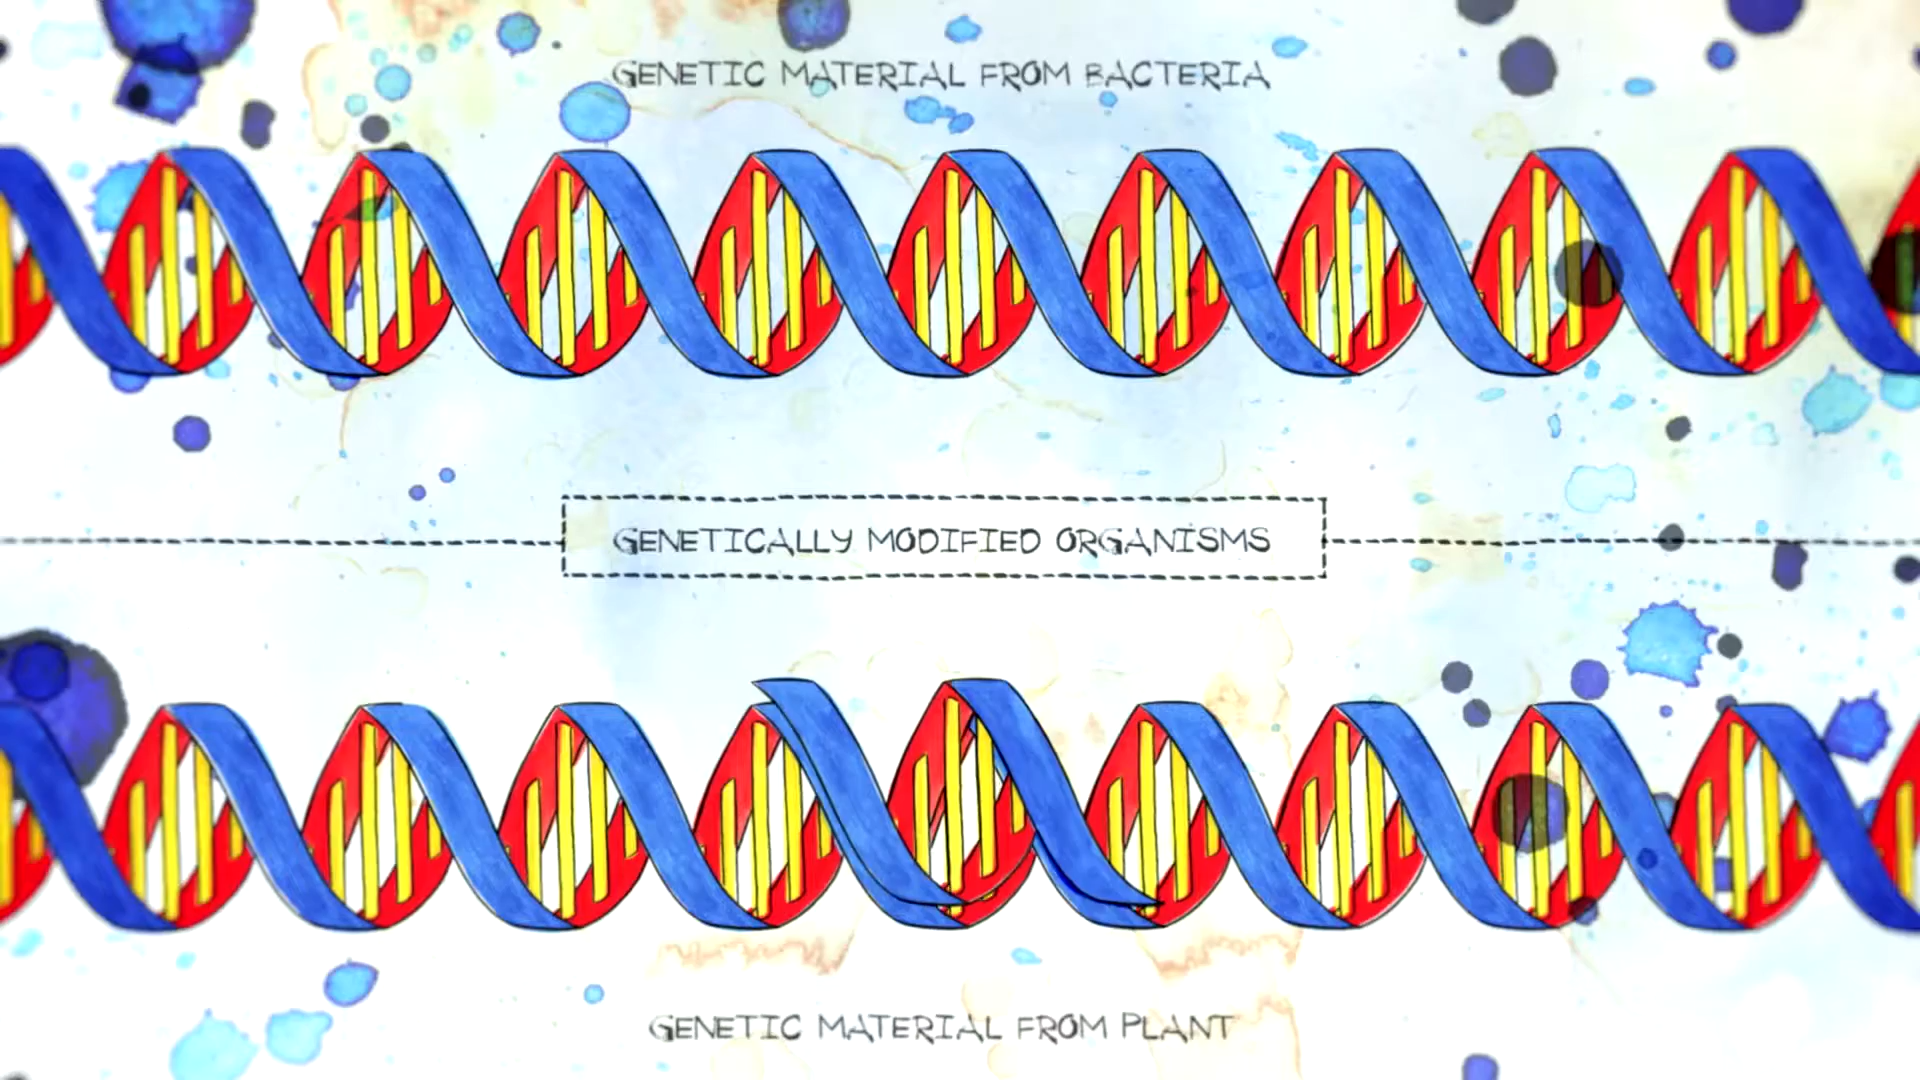 GENETIC MATERIAL FROM BACTERIA
GENETICALLY MODIFIED ORGANISMS
GENETIC MATERIAL FROM PLANT